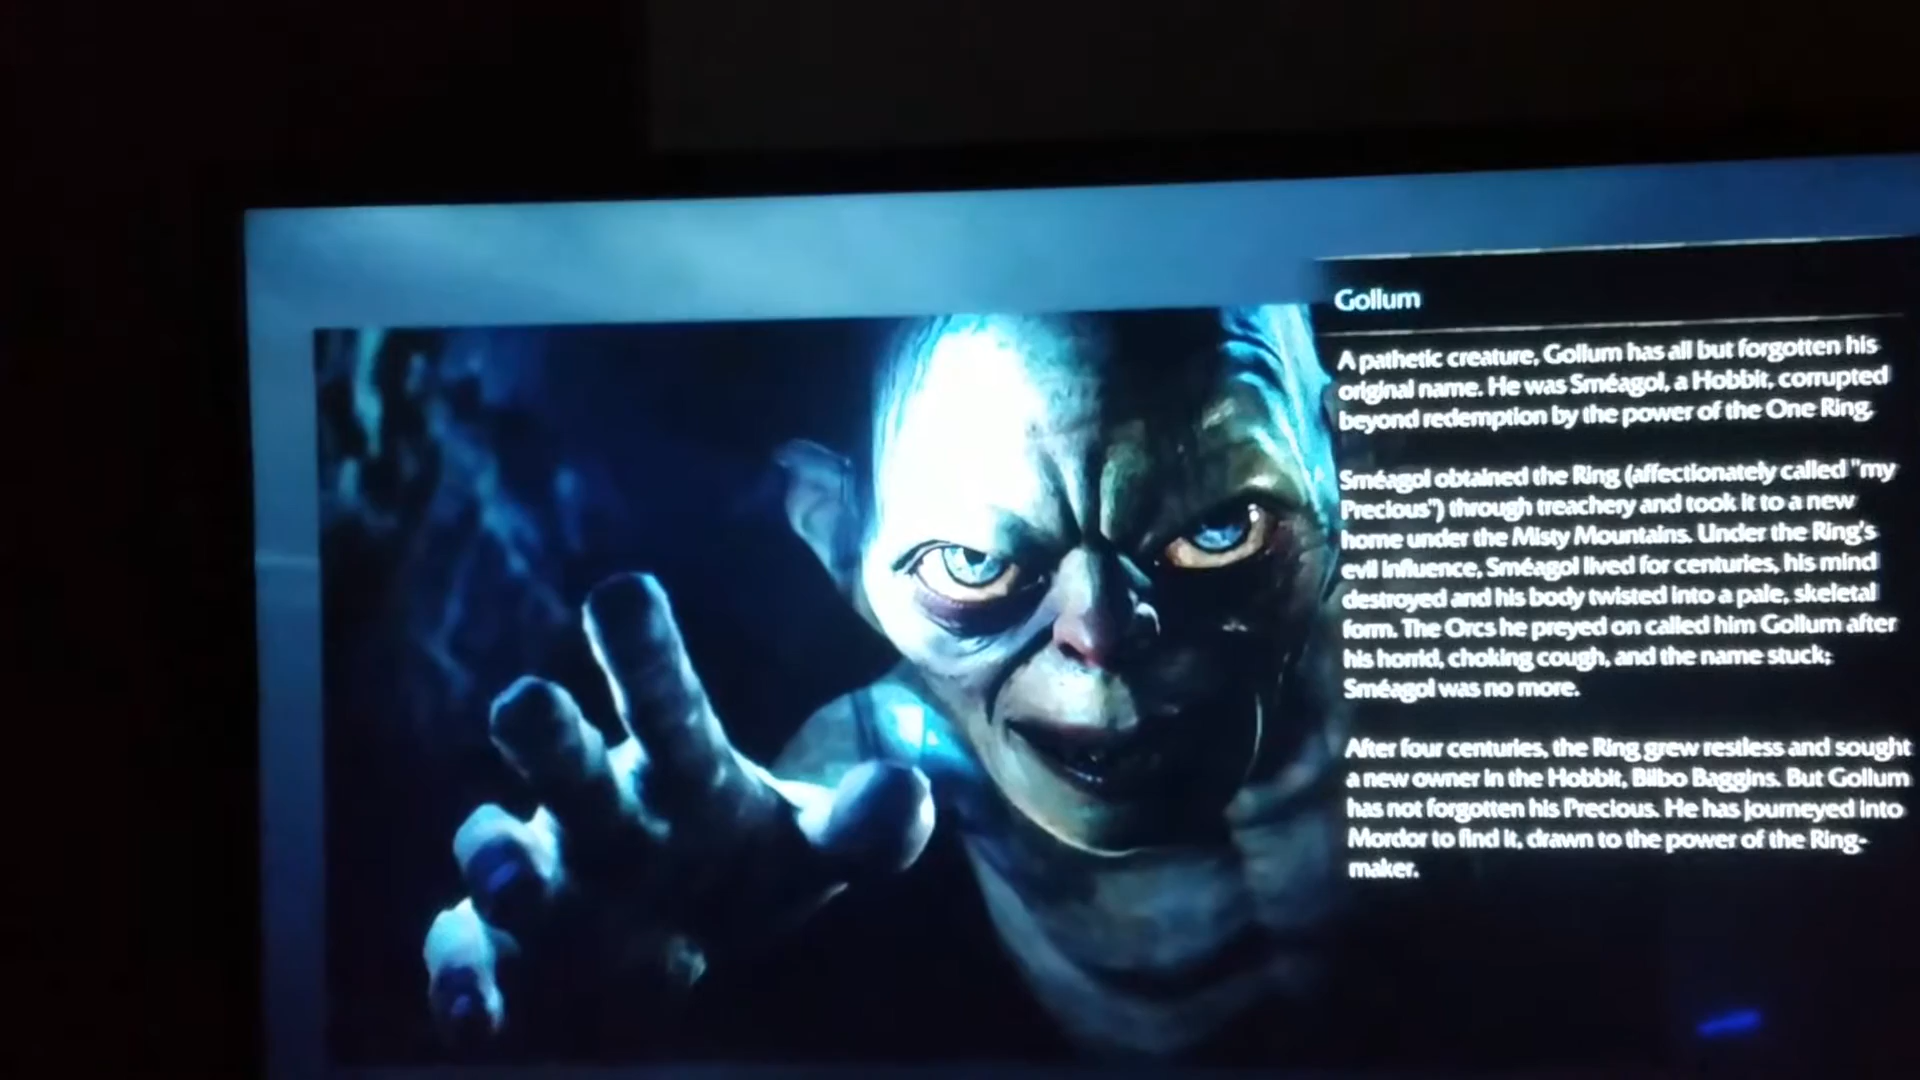 Gollum
A pathetic creature, Gollum has all but forgotten his
original name. He was Sméagol, a Hobbit, corrupted
beyond redemption by the power of the One Ring.
Sméagol obtained the Ring (affectionately called "my
Precious") through treachery and took it to a new
home under the Misty Mountains. Under the Ring's
evil influence, Sméagol lived for centuries, his mind
destroyed and his body twisted into a pale, skeletal
form. The Orcs he preyed on called him Gollum after
his horrid, choking cough, and the name stuck;
Sméagol was no more.
After four centuries, the Ring grew restless and sought
a new owner in the Hobbit, Bilbo Baggins. But Gollum
has not forgotten his Precious. He has journeyed into
Mordor to find it, drawn to the power of the Ring-
maker.